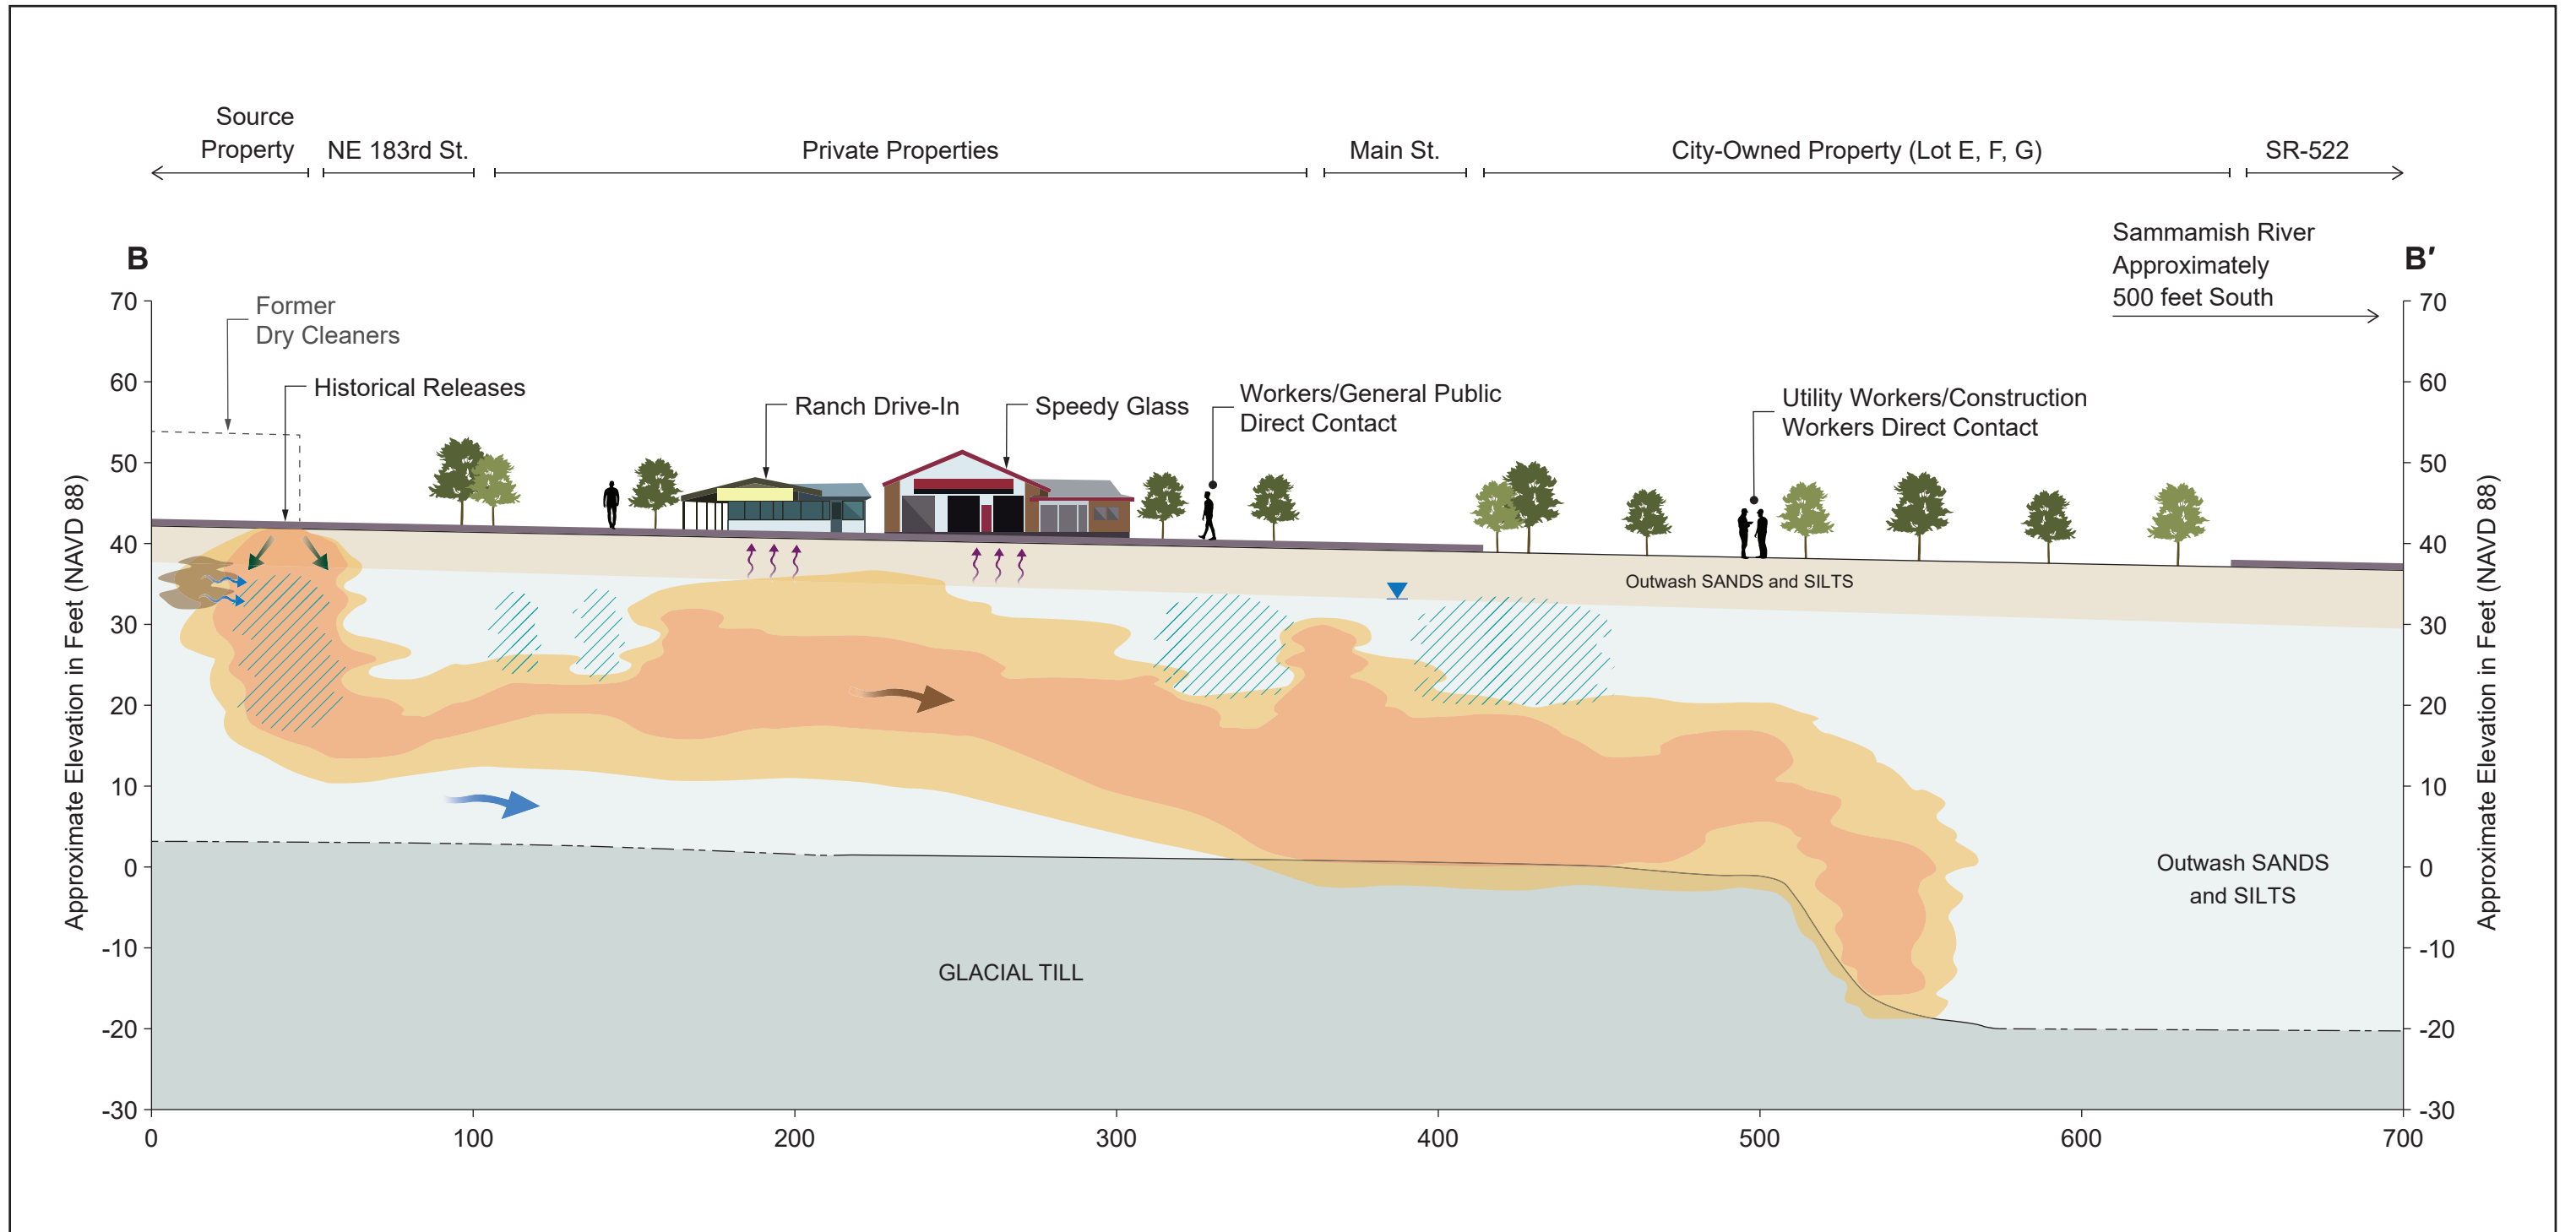 Source
Property
NE 183rd St.
Private Properties
Main St.
City-Owned Property (Lot E, F, G)
SR-522
Sammamish River
Approximately
500 feet South
B
B′
Former
Dry Cleaners
Historical Releases
Ranch Drive-In
Speedy Glass
Workers/General Public
Direct Contact
Utility Workers/Construction
Workers Direct Contact
Approximate Elevation in Feet (NAVD 88)
70
60
50
40
30
20
10
0
-10
-20
-30
Outwash SANDS and SILTS
Outwash SANDS
and SILTS
GLACIAL TILL
70
60
50
40
30
20
10
0
-10
-20
-30
Approximate Elevation in Feet (NAVD 88)
0
100
200
300
400
500
600
700